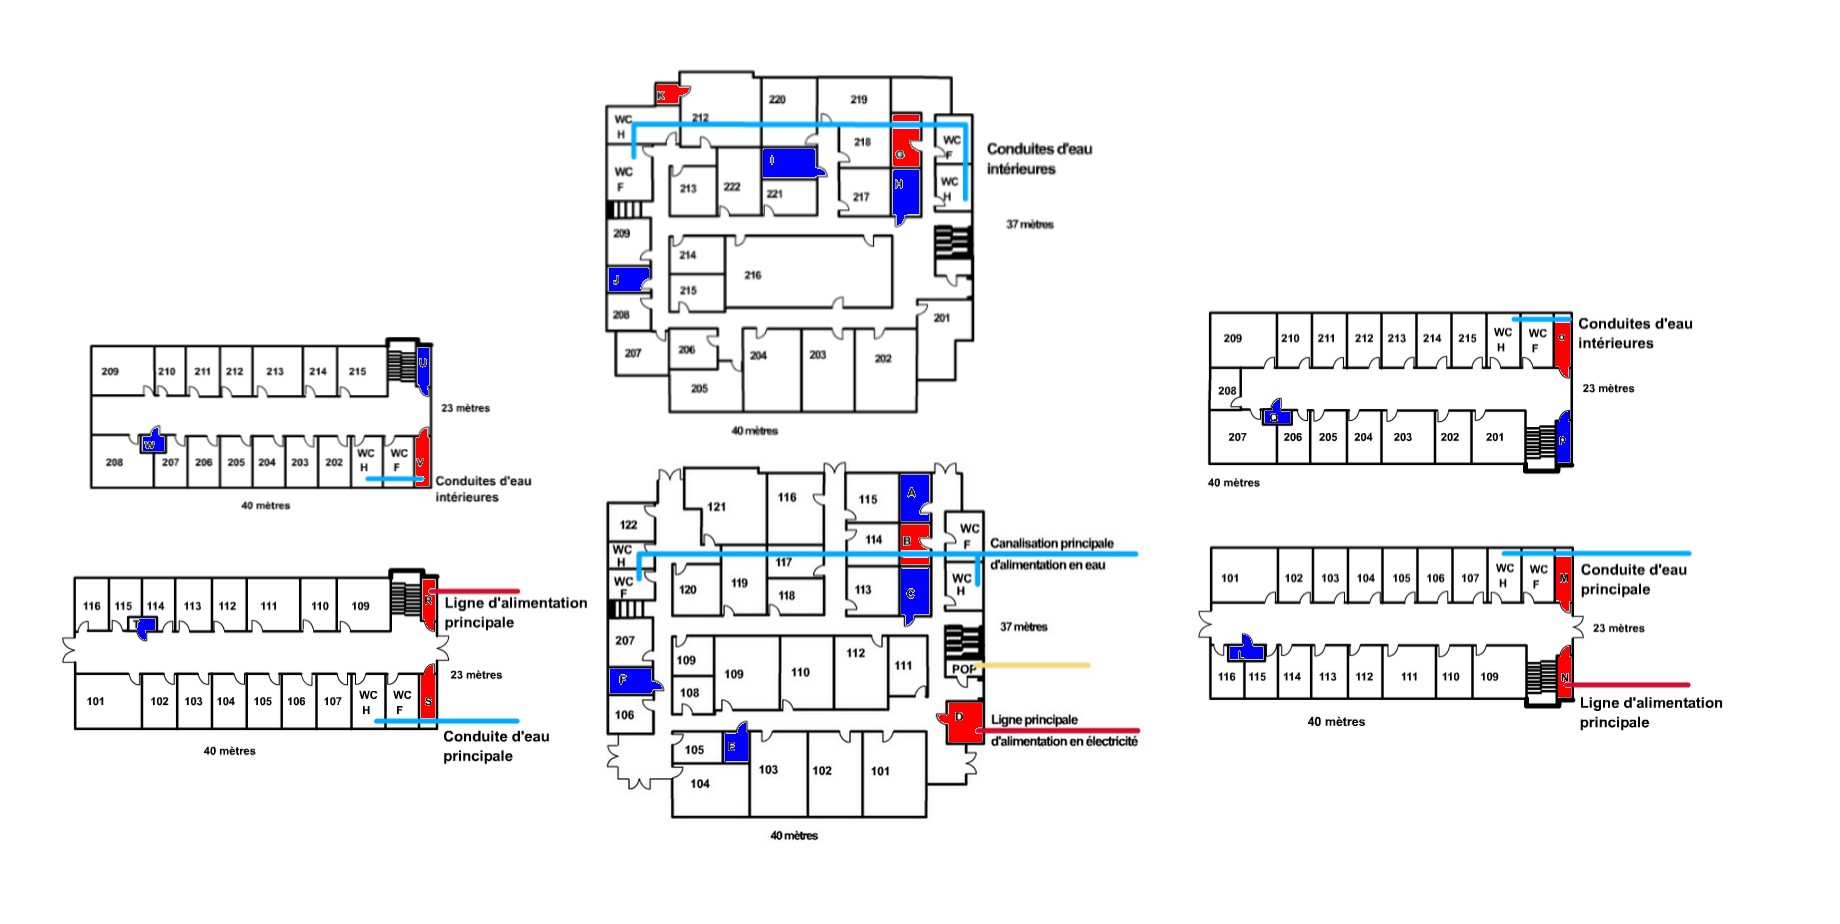 K
212
220
219
WC
H
WC
F
218
G
WC
F
Conduites d'eau
intérieures
I
H
WC
H
213
222
221
217
37 mètres
209
214
216
J
215
208
201
207
206
204
203
202
205
40 mètres
209
210
211
212
213
214
215
U
23 mètres
W
208
207
206
205
204
203
202
WC
H
WC
F
V
Conduites d'eau
intérieures
40 mètres
209
210
211
212
213
214
215
WC
H
WC
F
O
Conduites d'eau
intérieures
23 mètres
208
Q
207
206
205
204
203
202
201
P
40 mètres
121
116
115
A
122
114
B
WC
F
Canalisation principale
d'alimentation en eau
WC
H
117
WC
F
120
119
118
113
C
WC
H
37 mètres
207
109
109
110
112
111
POP
F
108
106
D
Ligne principale
d'alimentation en électricité
105
E
104
103
102
101
40 mètres
116
115
114
113
112
111
110
109
R
Ligne d'alimentation
principale
T
23 mètres
101
102
103
104
105
106
107
WC
H
WC
F
S
Conduite d'eau
principale
40 mètres
101
102
103
104
105
106
107
WC
H
WC
F
M
Conduite d'eau
principale
23 mètres
L
116
115
114
113
112
111
110
109
N
Ligne d'alimentation
principale
40 mètres